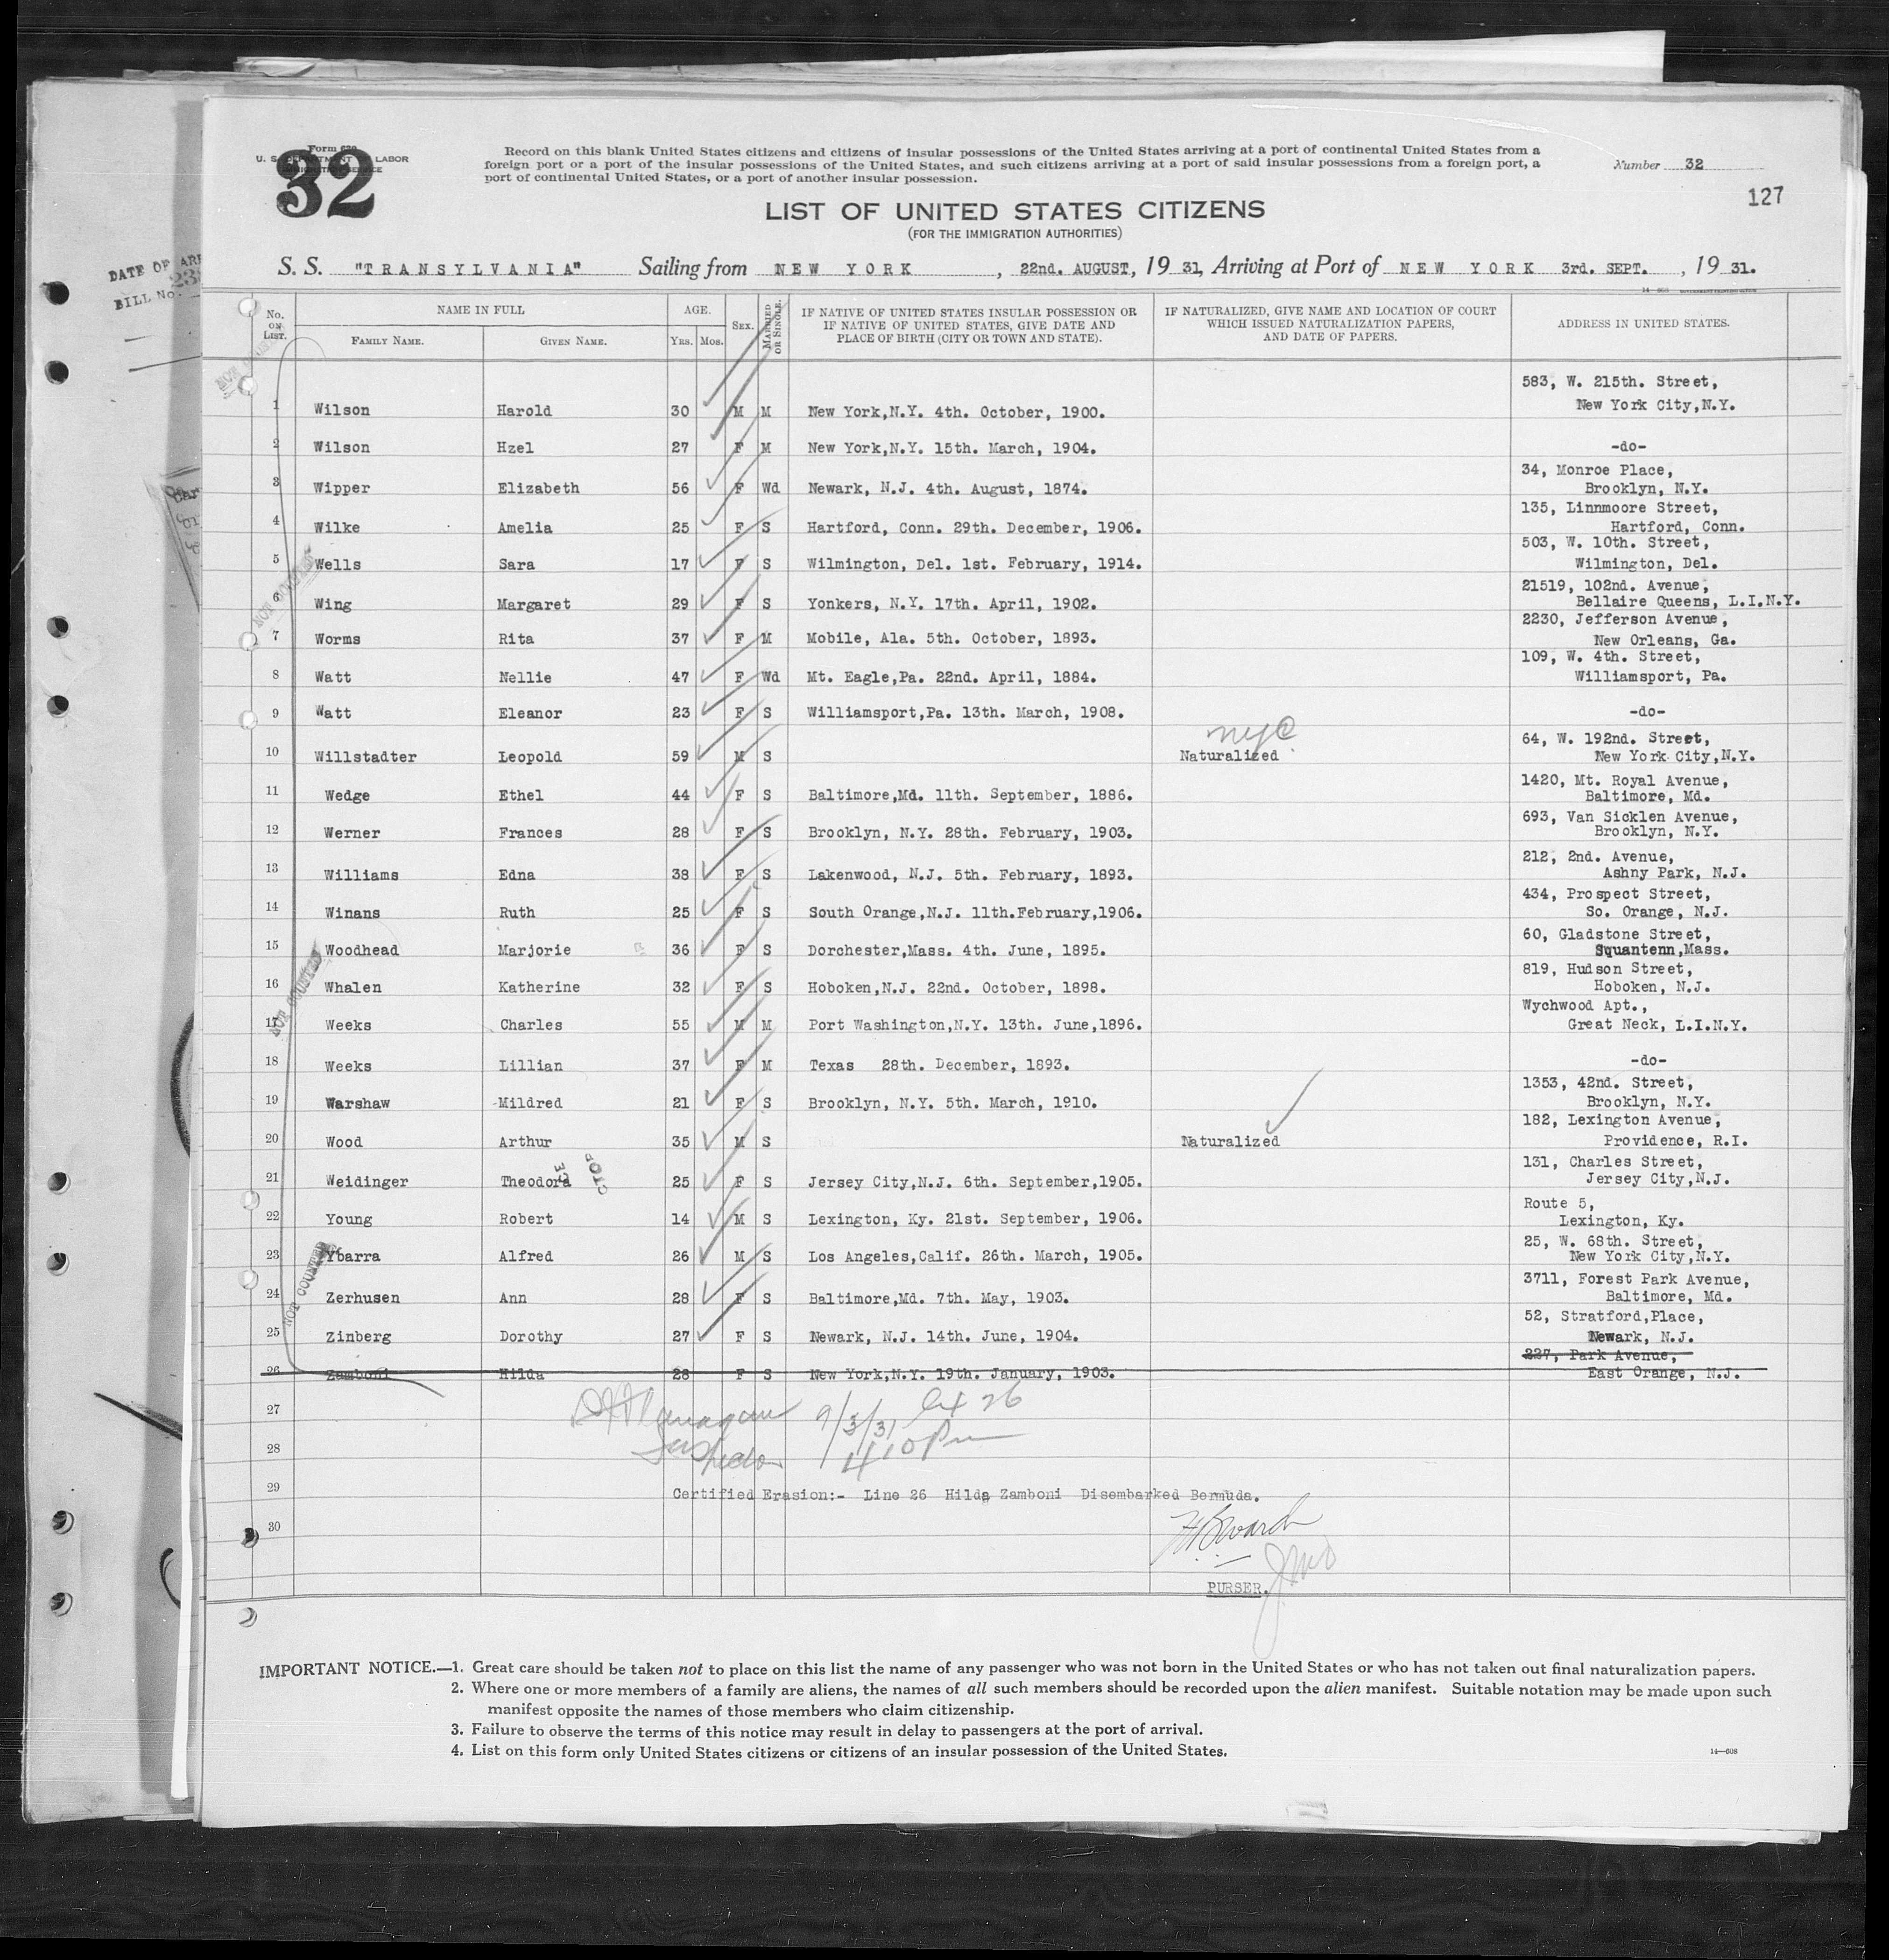 32
Form 630
U. S. DEPARTMENT OF LABOR
IMMIGRATION SERVICE
Record on this blank United States citizens and citizens of insular possessions of the United States arriving at a port of continental United States from a
foreign port or a port of the insular possessions of the United States, and such citizens arriving at a port of said insular possessions from a foreign port, a
port of continental United States, or a port of another insular possession.
Number 32
127
LIST OF UNITED STATES CITIZENS
(FOR THE IMMIGRATION AUTHORITIES)
DATE OF ARR
BILL No.
S. S. "TRANSYLVANIA" Sailing from NEW YORK, 22nd. AUGUST, 1931, Arriving at Port of NEW YORK 3rd. SEPT., 1931.
No. ON LIST. NAME IN FULL FAMILY NAME. GIVEN NAME. AGE. YRS. MOS. SEX. MARRIED OR SINGLE. IF NATIVE OF UNITED STATES INSULAR POSSESSION OR IF NATIVE OF UNITED STATES, GIVE DATE AND PLACE OF BIRTH (CITY OR TOWN AND STATE). IF NATURALIZED, GIVE NAME AND LOCATION OF COURT WHICH ISSUED NATURALIZATION PAPERS, AND DATE OF PAPERS. ADDRESS IN UNITED STATES.
583, W. 215th. Street,
1 Wilson Harold 30 M M New York,N.Y. 4th. October, 1900. New York City,N.Y.
2 Wilson Hzel 27 F M New York,N.Y. 15th. March, 1904. -do-
34, Monroe Place,
3 Wipper Elizabeth 56 F Wd Newark, N.J. 4th. August, 1874. Brooklyn, N.Y.
135, Linnmoore Street,
4 Wilke Amelia 25 F S Hartford, Conn. 29th. December, 1906. Hartford, Conn.
503, W. 10th. Street,
5 Wells Sara 17 F S Wilmington, Del. 1st. February, 1914. Wilmington, Del.
21519, 102nd. Avenue,
6 Wing Margaret 29 F S Yonkers, N.Y. 17th. April, 1902. Bellaire Queens, L.I.N.Y.
2230, Jefferson Avenue,
7 Worms Rita 37 F M Mobile, Ala. 5th. October, 1893. New Orleans, Ga.
109, W. 4th. Street,
8 Watt Nellie 47 F Wd Mt. Eagle,Pa. 22nd. April, 1884. Williamsport, Pa.
9 Watt Eleanor 23 F S Williamsport,Pa. 13th. March, 1908. -do-
nyc
64, W. 192nd. Street,
10 Willstadter Leopold 59 M S Naturalized New York City,N.Y.
1420, Mt. Royal Avenue,
11 Wedge Ethel 44 F S Baltimore,Md. 11th. September, 1886. Baltimore, Md.
693, Van Sicklen Avenue,
12 Werner Frances 28 F S Brooklyn, N.Y. 28th. February, 1903. Brooklyn, N.Y.
212, 2nd. Avenue,
13 Williams Edna 38 F S Lakenwood, N.J. 5th. February, 1893. Ashny Park, N.J.
434, Prospect Street,
14 Winans Ruth 25 F S South Orange,N.J. 11th.February,1906. So. Orange, N.J.
60, Gladstone Street,
15 Woodhead Marjorie 36 F S Dorchester,Mass. 4th. June, 1895. Squantenn,Mass.
819, Hudson Street,
16 Whalen Katherine 32 F S Hoboken,N.J. 22nd. October, 1898. Hoboken, N.J.
Wychwood Apt.,
17 Weeks Charles 55 M M Port Washington,N.Y. 13th. June,1896. Great Neck, L.I.N.Y.
18 Weeks Lillian 37 F M Texas 28th. December, 1893. -do-
1353, 42nd. Street,
19 Warshaw Mildred 21 F S Brooklyn, N.Y. 5th. March, 1910. Brooklyn, N.Y.
182, Lexington Avenue,
20 Wood Arthur 35 M S Naturalized Providence, R.I.
131, Charles Street,
21 Weidinger Theodora 25 F S Jersey City,N.J. 6th. September,1905. Jersey City,N.J.
Route 5,
22 Young Robert 14 M S Lexington, Ky. 21st. September, 1906. Lexington, Ky.
25, W. 68th. Street,
23 Ybarra Alfred 26 M S Los Angeles,Calif. 26th. March, 1905. New York City,N.Y.
3711, Forest Park Avenue,
24 Zerhusen Ann 28 F S Baltimore,Md. 7th. May, 1903. Baltimore, Md.
52, Stratford,Place,
25 Zinberg Dorothy 27 F S Newark, N.J. 14th. June, 1904. Newark, N.J.
227, Park Avenue,
26 Zamboni Hilda 28 F S New York,N.Y. 19th. January, 1903. East Orange, N.J.
27 9/3/31 26
28 410 Pm
29 Certified Erasion:- Line 26 Hilda Zamboni Disembarked Bermuda.
30
PURSER.
NOT COUNTED
NOT COUNTED
NOT COUNTED
IMPORTANT NOTICE.—1. Great care should be taken not to place on this list the name of any passenger who was not born in the United States or who has not taken out final naturalization papers.
2. Where one or more members of a family are aliens, the names of all such members should be recorded upon the alien manifest. Suitable notation may be made upon such
manifest opposite the names of those members who claim citizenship.
3. Failure to observe the terms of this notice may result in delay to passengers at the port of arrival.
4. List on this form only United States citizens or citizens of an insular possession of the United States.
14—608